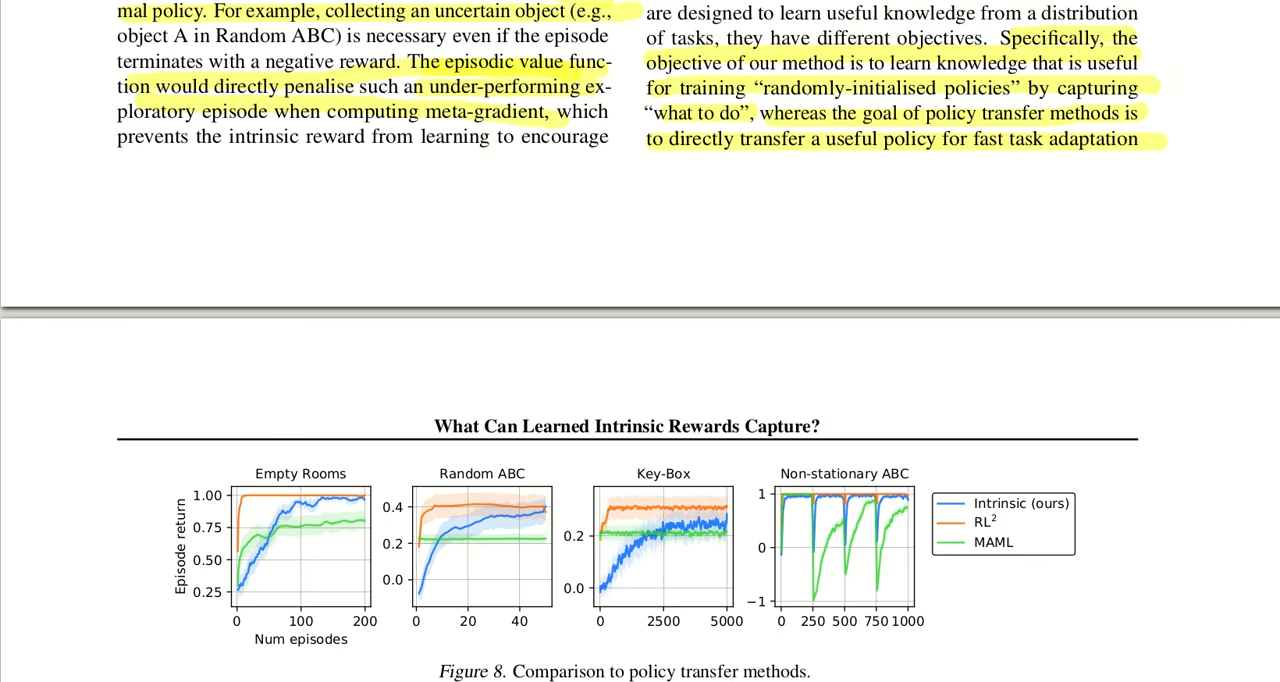 mal policy. For example, collecting an uncertain object (e.g.,
object A in Random ABC) is necessary even if the episode
terminates with a negative reward. The episodic value func-
tion would directly penalise such an under-performing ex-
ploratory episode when computing meta-gradient, which
prevents the intrinsic reward from learning to encourage
are designed to learn useful knowledge from a distribution
of tasks, they have different objectives. Specifically, the
objective of our method is to learn knowledge that is useful
for training “randomly-initialised policies” by capturing
“what to do”, whereas the goal of policy transfer methods is
to directly transfer a useful policy for fast task adaptation
What Can Learned Intrinsic Rewards Capture?
Empty Rooms
Episode return
1.00
0.75
0.50
0.25
0 100 200
Num episodes
Random ABC
0.4
0.2
0.0
0 20 40
Key-Box
0.2
0.0
0 2500 5000
Non-stationary ABC
1
0
−1
0 250 500 750 1000
Intrinsic (ours)
RL²
MAML
Figure 8. Comparison to policy transfer methods.